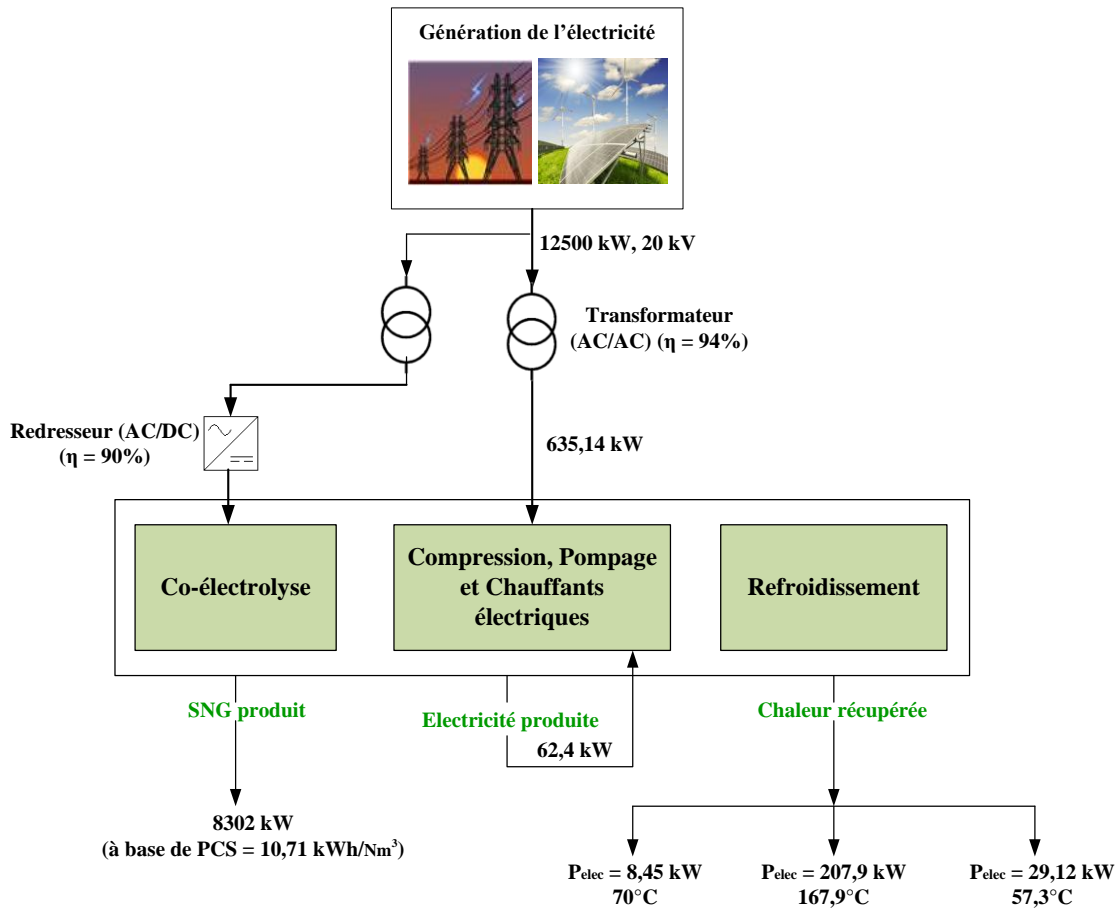 Génération de l'électricité
12500 kW, 20 kV
Transformateur
(AC/AC) (η = 94%)
Redresseur (AC/DC)
(η = 90%)
635,14 kW
Co-électrolyse
Compression, Pompage
et Chauffants
électriques
Refroidissement
SNG produit
Electricité produite
Chaleur récupérée
62,4 kW
8302 kW
(à base de PCS = 10,71 kWh/Nm³)
Pelec = 8,45 kW
70°C
Pelec = 207,9 kW
167,9°C
Pelec = 29,12 kW
57,3°C